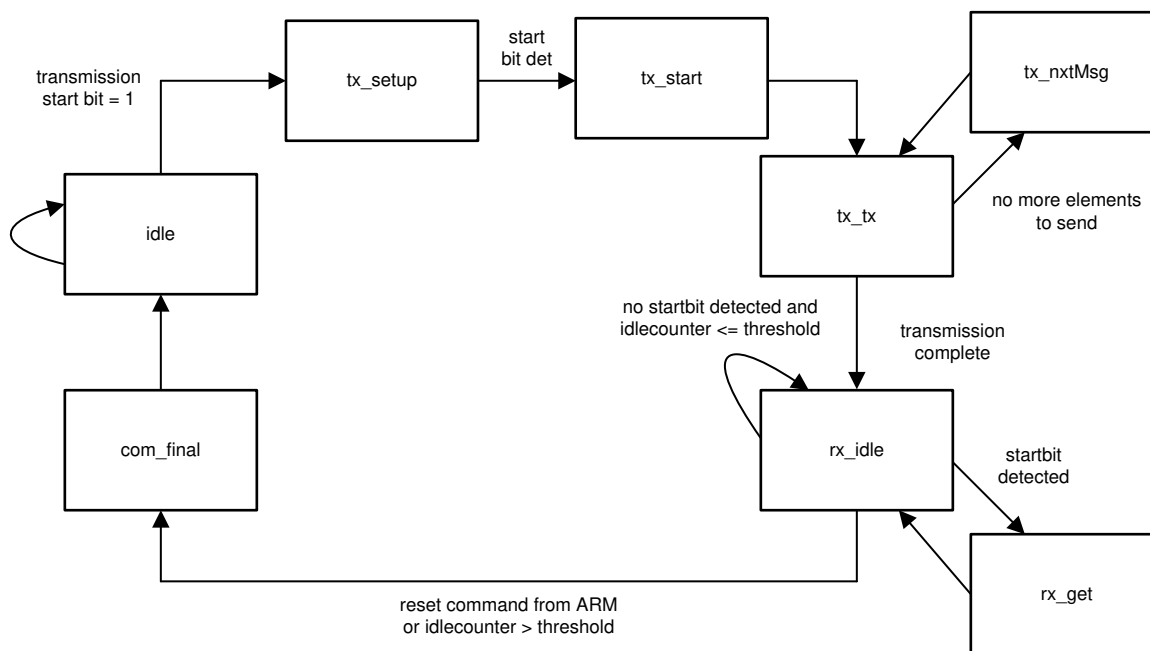 start
bit det
transmission
start bit = 1
tx_setup
tx_start
tx_nxtMsg
idle
tx_tx
no more elements
to send
no startbit detected and
idlecounter <= threshold
transmission
complete
com_final
rx_idle
startbit
detected
reset command from ARM
or idlecounter > threshold
rx_get